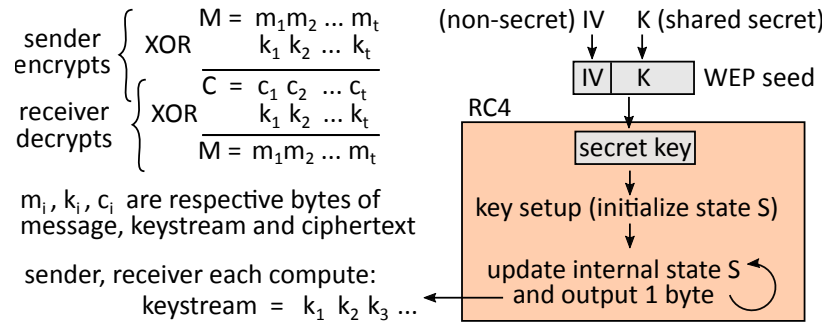 sender
encrypts
XOR
M = m₁m₂ ... mₜ
k₁ k₂ ... kₜ
C = c₁ c₂ ... cₜ
receiver
decrypts
XOR
k₁ k₂ ... kₜ
M = m₁m₂ ... mₜ
mᵢ , kᵢ , cᵢ are respective bytes of
message, keystream and ciphertext
sender, receiver each compute:
keystream = k₁ k₂ k₃ ...
(non-secret) IV K (shared secret)
IV K WEP seed
RC4
secret key
key setup (initialize state S)
update internal state S
and output 1 byte